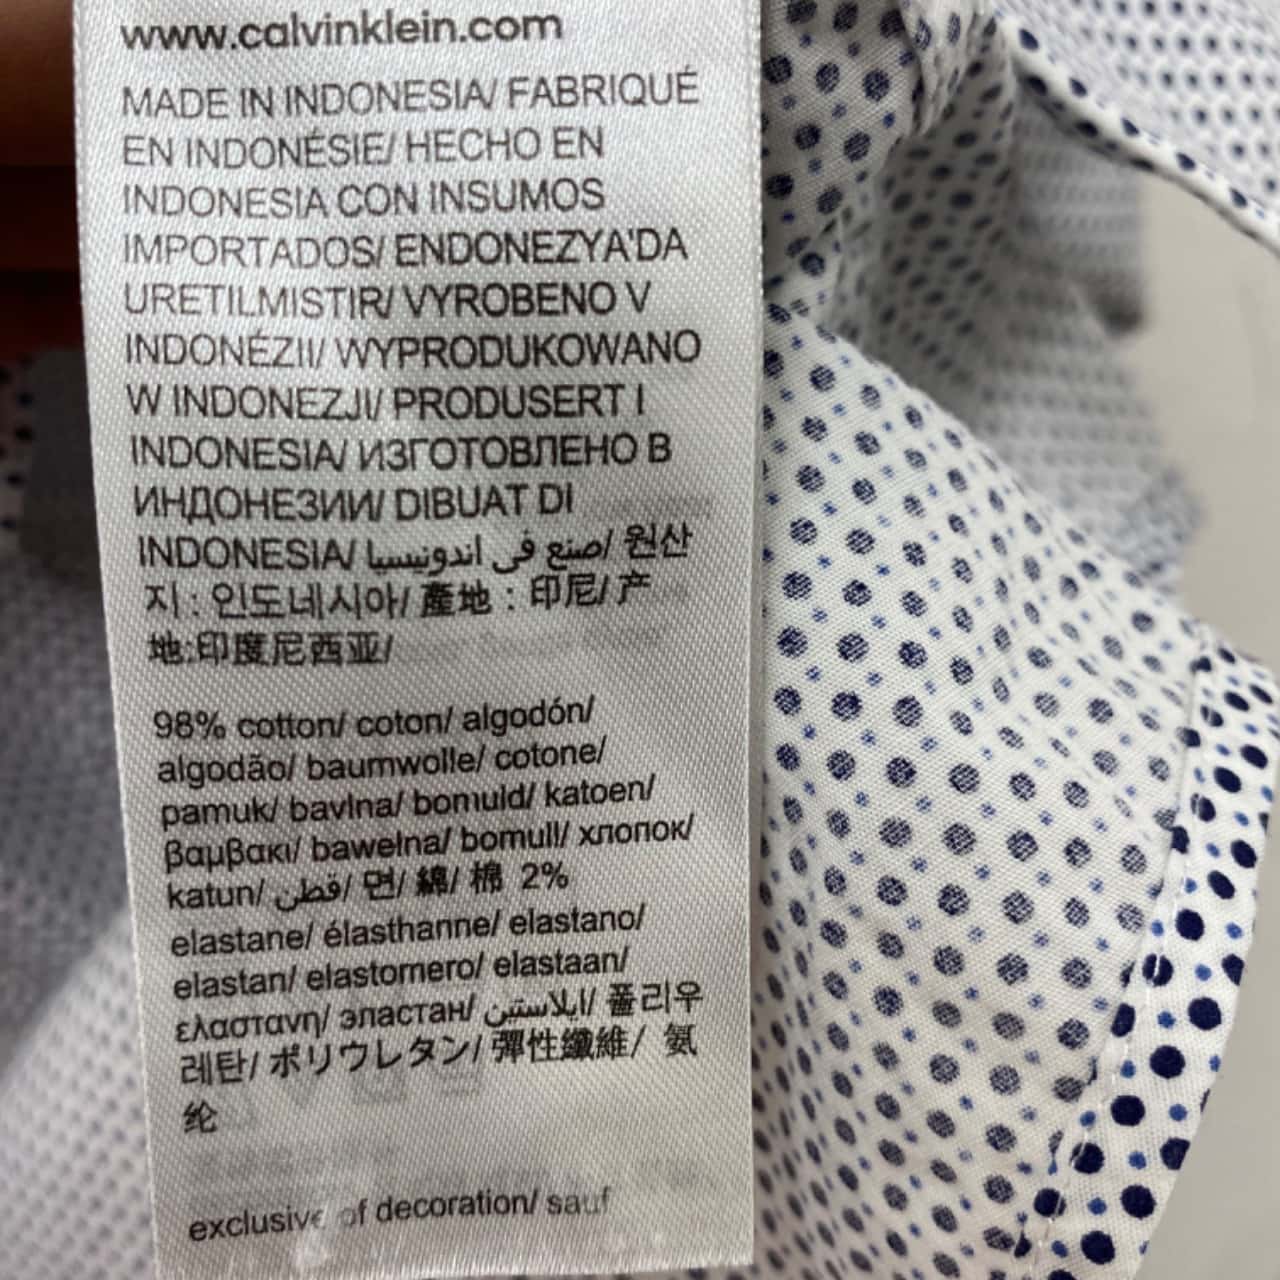 www.calvinklein.com
MADE IN INDONESIA/ FABRIQUÉ
EN INDONÉSIE/ HECHO EN
INDONESIA CON INSUMOS
IMPORTADOS/ ENDONEZYA'DA
URETILMISTIR/ VYROBENO V
INDONÉZII/ WYPRODUKOWANO
W INDONEZJI/ PRODUSERT I
INDONESIA/ ИЗГОТОВЛЕНО В
ИНДОНЕЗИИ/ DIBUAT DI
INDONESIA/ صنع في اندونيسيا/ 원산
지 : 인도네시아/ 產地 : 印尼/ 产
地:印度尼西亚/
98% cotton/ coton/ algodón/
algodão/ baumwolle/ cotone/
pamuk/ bavlna/ bomuld/ katoen/
βαμβακι/ bawełna/ bomull/ хлопок/
katun/ قطن/ 면/ 綿/ 棉 2%
elastane/ élasthanne/ elastano/
elastan/ elastomero/ elastaan/
ελαστανη/ эластан/ ايلاستين/ 폴리우
레탄/ ポリウレタン/ 彈性纖維/ 氨
纶
exclusive of decoration/ sauf